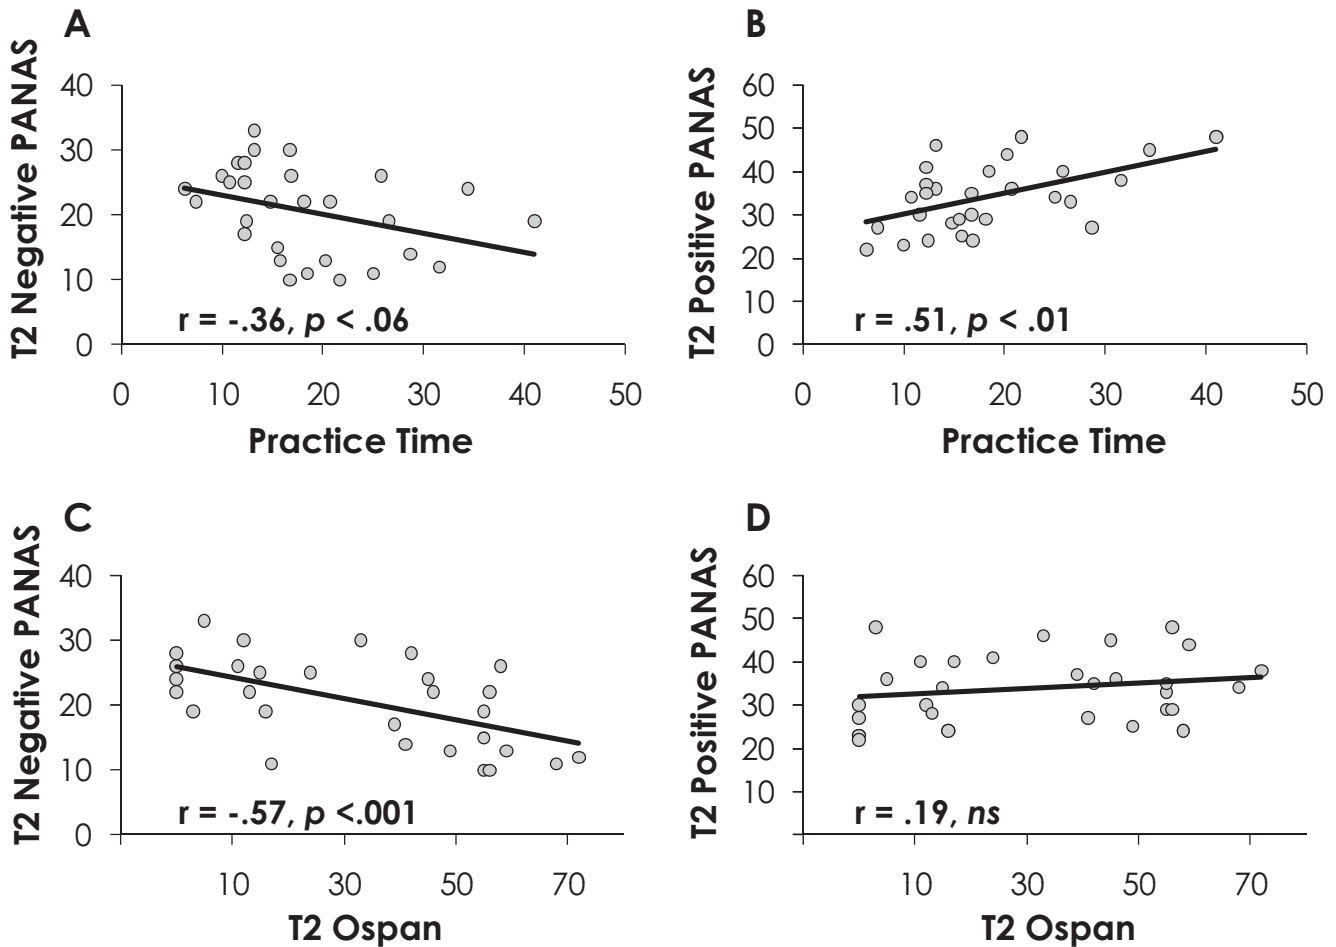 A
T2 Negative PANAS
40
30
20
10
0
r = -.36, p < .06
0 10 20 30 40 50
Practice Time
B
T2 Positive PANAS
60
50
40
30
20
10
0
r = .51, p < .01
0 10 20 30 40 50
Practice Time
C
T2 Negative PANAS
40
30
20
10
0
r = -.57, p <.001
10 30 50 70
T2 Ospan
D
T2 Positive PANAS
60
50
40
30
20
10
r = .19, ns
10 30 50 70
T2 Ospan